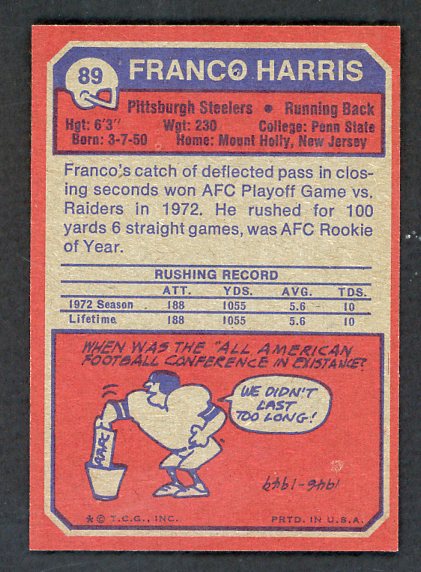 89
FRANCO HARRIS
Pittsburgh Steelers • Running Back
Hgt: 6'3" Wgt: 230 College: Penn State
Born: 3-7-50 Home: Mount Holly, New Jersey
Franco's catch of deflected pass in clos-
ing seconds won AFC Playoff Game vs.
Raiders in 1972. He rushed for 100
yards 6 straight games, was AFC Rookie
of Year.
RUSHING RECORD
ATT. YDS. AVG. TDS.
1972 Season 188 1055 5.6 10
Lifetime 188 1055 5.6 10
WHEN WAS THE "ALL AMERICAN
FOOTBALL CONFERENCE IN EXISTANCE?
WE DIDN'T
LAST
TOO LONG!
AAFC
1946-1949
* © T.C.G., INC. PRTD. IN U.S.A.